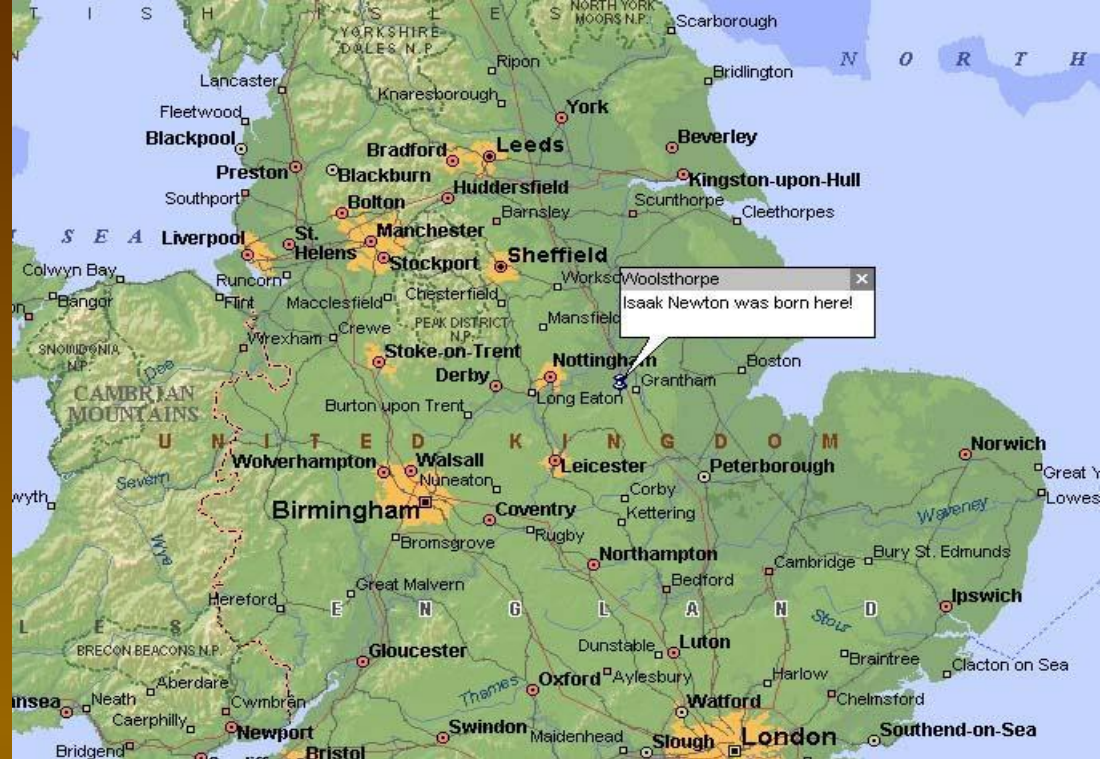 T I S H I S L E S
NORTH YORK
MOORS N.P.
Scarborough
YORKSHIRE
DALES N.P.
N O R T H
Ripon
Bridlington
Lancaster
Knaresborough
York
Fleetwood
Blackpool
Beverley
Bradford
Leeds
Preston
Blackburn
Kingston-upon-Hull
Southport
Huddersfield
Bolton
Barnsley
Scunthorpe
Cleethorpes
S E A
Liverpool
St.
Helens
Manchester
Stockport
Sheffield
Colwyn Bay
Runcorn
Workso
Woolsthorpe
Isaak Newton was born here!
Bangor
Flint
Macclesfield
Chesterfield
PEAK DISTRICT
N.P.
Mansfield
Wrexham
Crewe
SNOWDONIA
N.P.
Dee
Stoke-on-Trent
Nottingham
Boston
Derby
Grantham
CAMBRIAN
MOUNTAINS
Long Eaton
Burton upon Trent
U N I T E D K I N G D O M
Norwich
Wolverhampton
Walsall
Leicester
Peterborough
Great Y
Severn
Nuneaton
Corby
Lowes
wyth
Birmingham
Coventry
Kettering
Waveney
Wye
Rugby
Bromsgrove
Northampton
Cambridge
Bury St. Edmunds
Great Malvern
Bedford
Hereford
E N G L A N D
Ipswich
Stour
L E S
BRECON BEACONS N.P.
Gloucester
Dunstable
Luton
Braintree
Clacton on Sea
Aberdare
Thames
Oxford
Aylesbury
Harlow
Chelmsford
ansea
Neath
Cwmbran
Watford
Caerphilly
Newport
Swindon
Maidenhead
Slough
London
Southend-on-Sea
Bridgend
Bristol